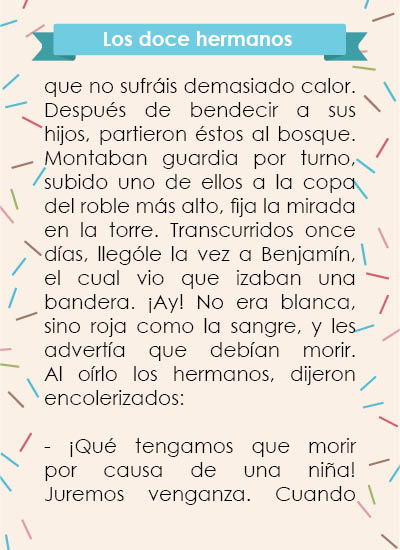 Los doce hermanos
que no sufráis demasiado calor.
Después de bendecir a sus
hijos, partieron éstos al bosque.
Montaban guardia por turno,
subido uno de ellos a la copa
del roble más alto, fija la mirada
en la torre. Transcurridos once
días, llególe la vez a Benjamín,
el cual vio que izaban una
bandera. ¡Ay! No era blanca,
sino roja como la sangre, y les
advertía que debían morir.
Al oírlo los hermanos, dijeron
encolerizados:
- ¡Qué tengamos que morir
por causa de una niña!
Juremos venganza. Cuando